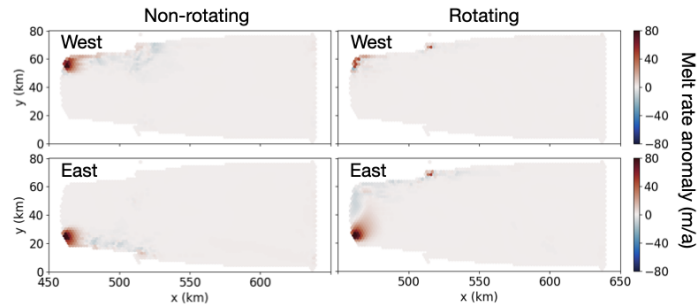 Non-rotating Rotating
80 West West 80
60 40
40 0
20 −40
0 −80
y (km)
80 East East 80
60 40
40 0
20 −40
0 −80
y (km)
Melt rate anomaly (m/a)
450 500 550 600 500 550 600 650
x (km) x (km)